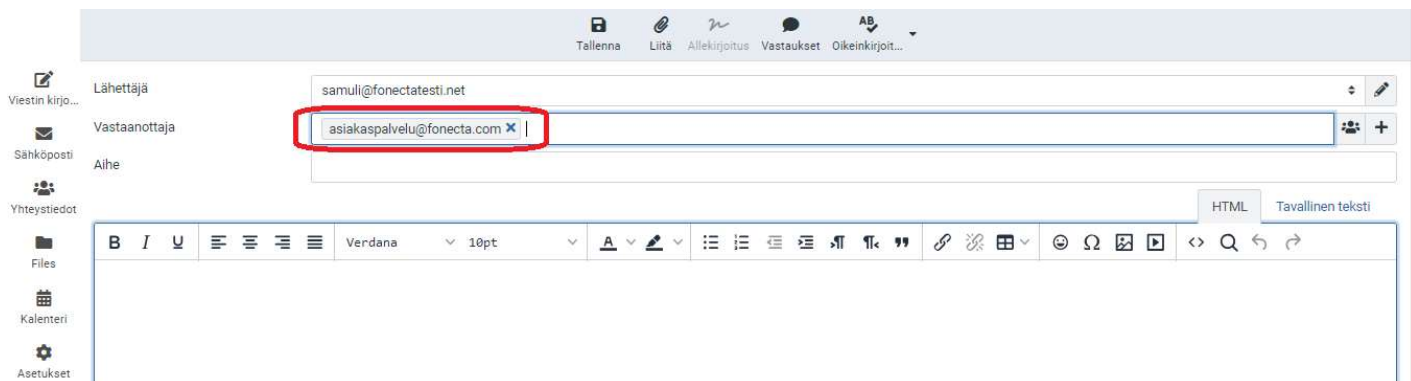 Tallenna Liitä Allekirjoitus Vastaukset Oikeinkirjoit...
Viestin kirjo...
Lähettäjä samuli@fonectatesti.net
Vastaanottaja asiakaspalvelu@fonecta.com
Sähköposti
Aihe
Yhteystiedot
HTML Tavallinen teksti
B I U Verdana 10pt A
Files
Kalenteri
Asetukset